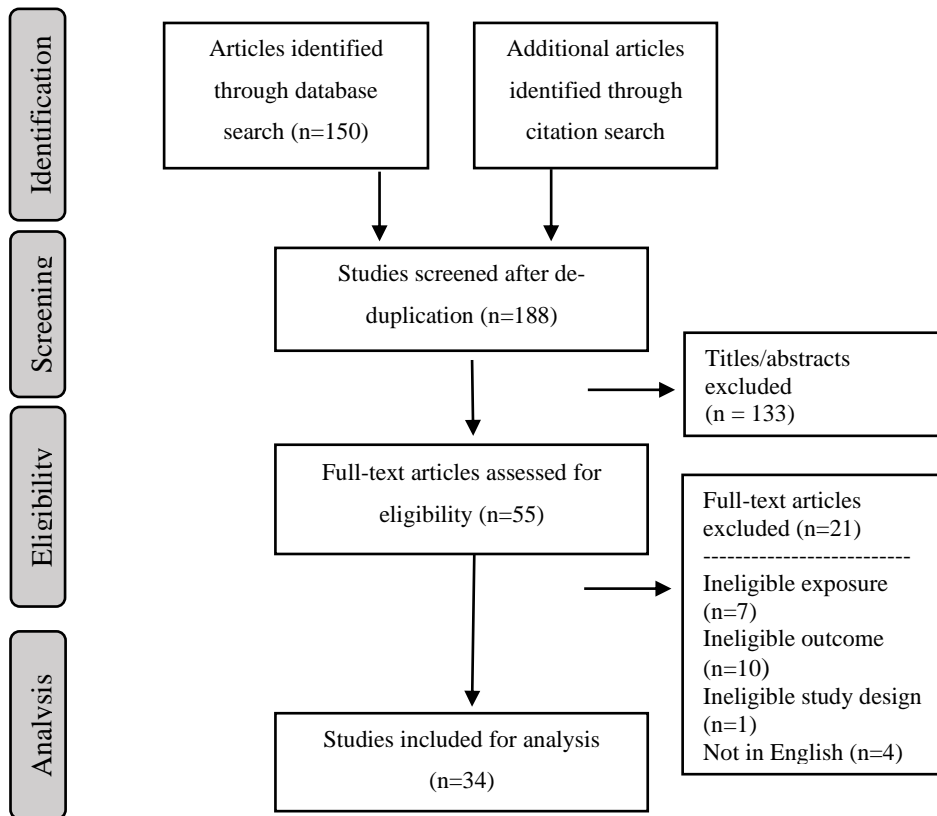 Identification
Articles identified
through database
search (n=150)
Additional articles
identified through
citation search
Screening
Studies screened after de-
duplication (n=188)
Titles/abstracts
excluded
(n = 133)
Eligibility
Full-text articles assessed for
eligibility (n=55)
Full-text articles
excluded (n=21)
---------------------------
Ineligible exposure
(n=7)
Ineligible outcome
(n=10)
Ineligible study design
(n=1)
Not in English (n=4)
Analysis
Studies included for analysis
(n=34)